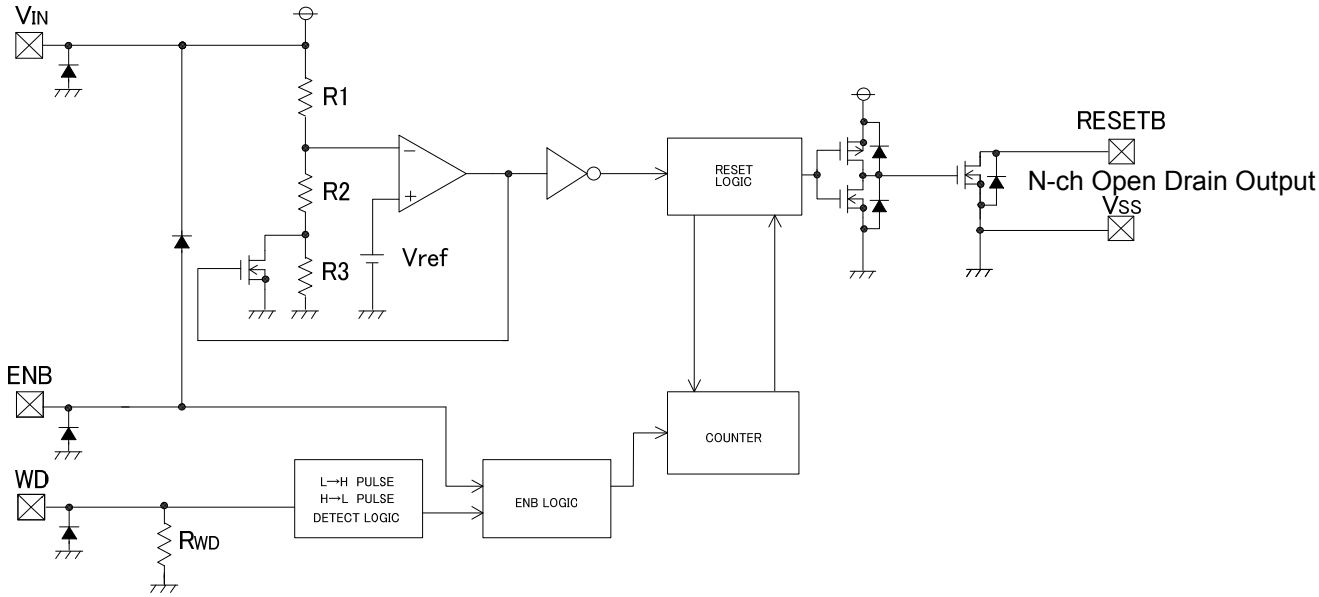 VIN
R1
R2
R3
−
+
Vref
RESET
LOGIC
RESETB
N-ch Open Drain Output
VSS
ENB
COUNTER
WD
L→H PULSE
H→L PULSE
DETECT LOGIC
ENB LOGIC
RWD